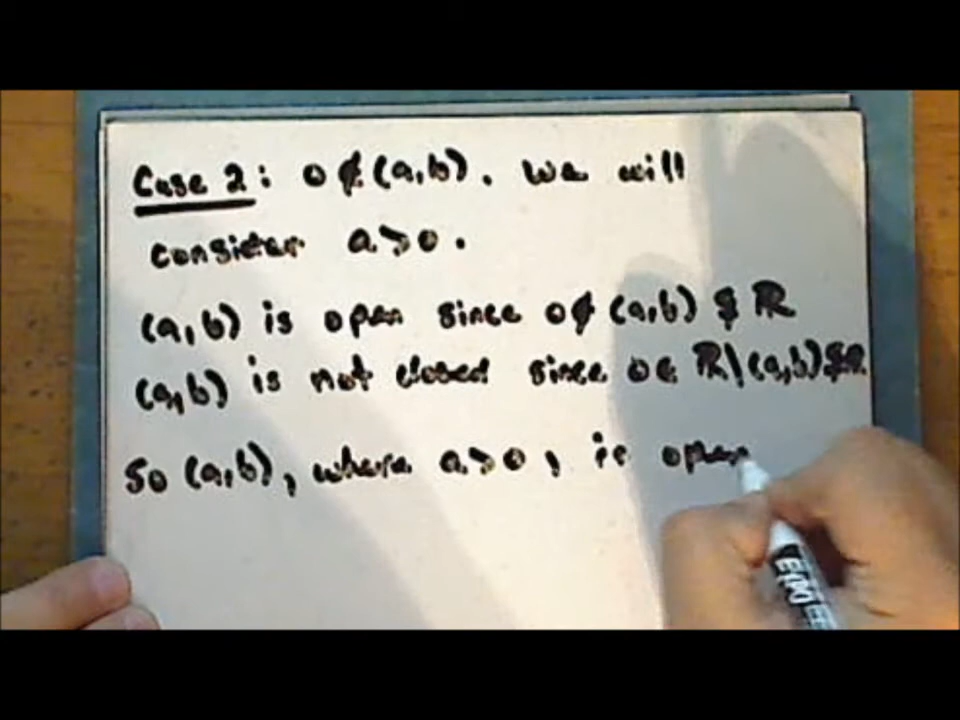 Case 2: 0∉(a,b). We will
consider a>0.
(a,b) is open since 0∉ (a,b) ⊊ ℝ
(a,b) is not closed since 0∈ ℝ\(a,b)⊊ℝ
So (a,b), where a>0, is open